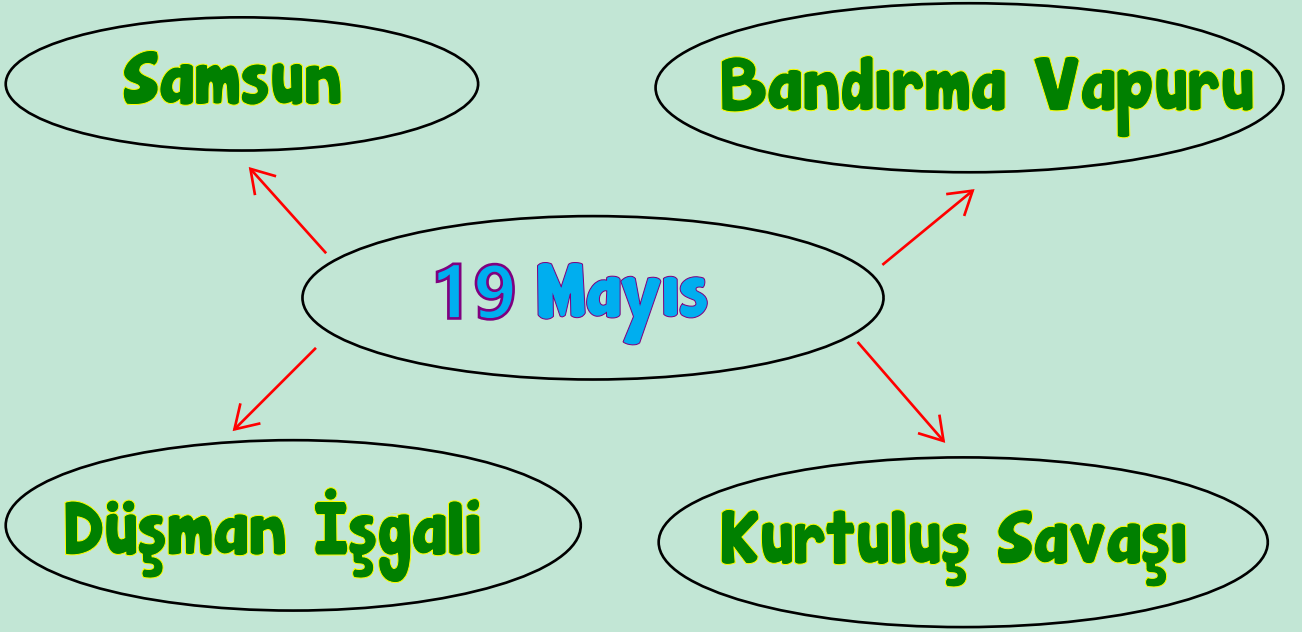 Samsun
Bandırma Vapuru
19 Mayıs
Düşman İşgali
Kurtuluş Savaşı